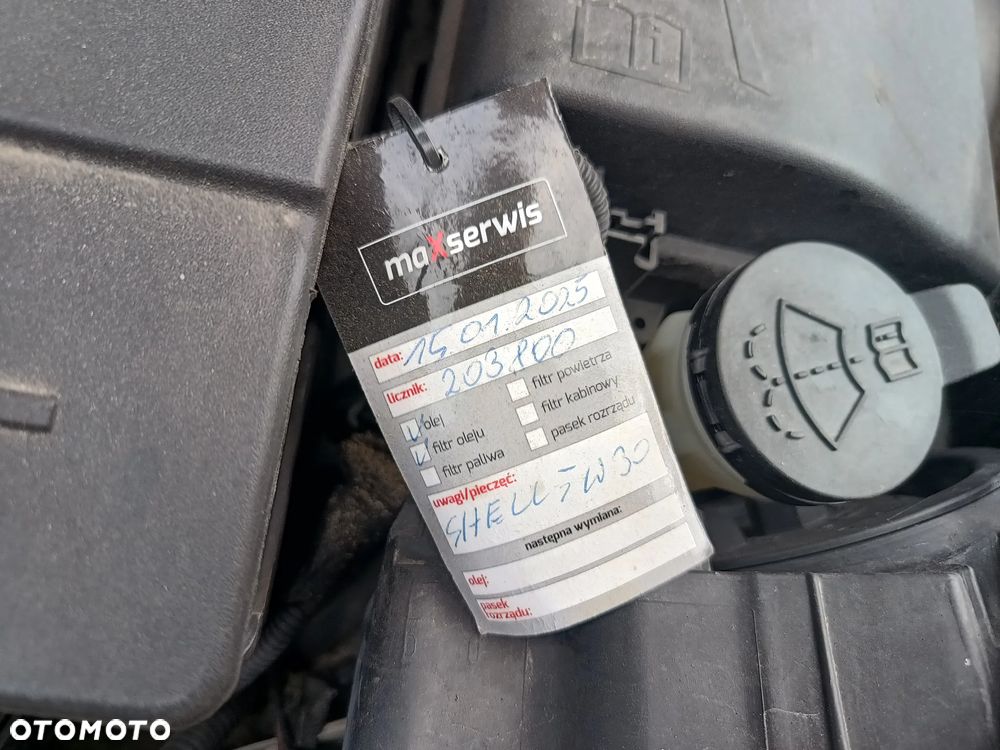 maXserwis
data: 15.01.2025
licznik: 203800
olej
filtr oleju
filtr paliwa
filtr powietrza
filtr kabinowy
pasek rozrządu
uwagi/pieczęć:
SHELL 5W30
następna wymiana:
olej:
pasek rozrządu:
OTOMOTO